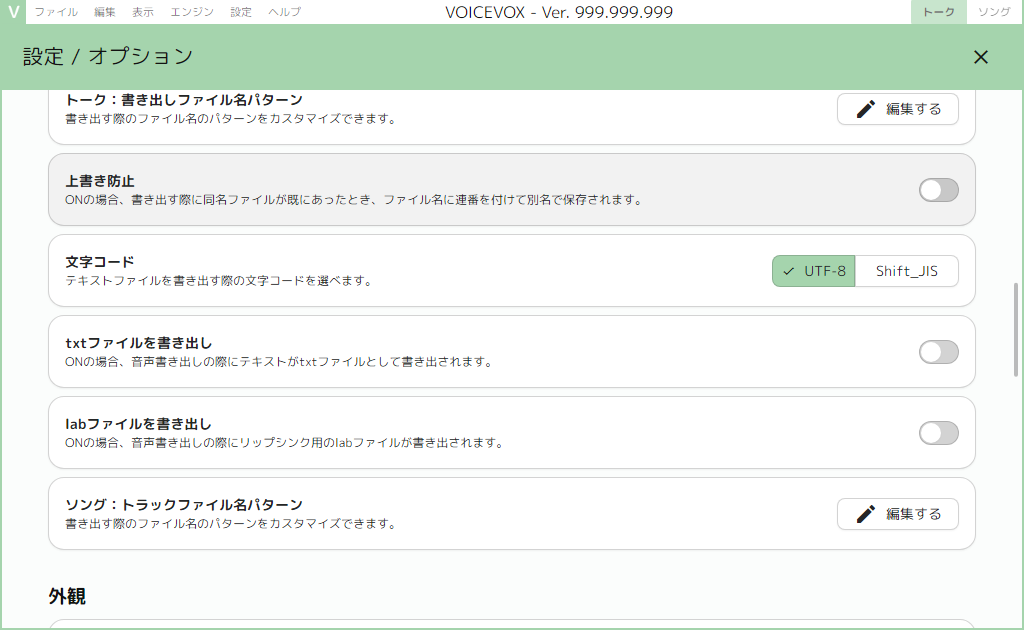 V ファイル 編集 表示 エンジン 設定 ヘルプ VOICEVOX - Ver. 999.999.999 トーク ソング
設定 / オプション
トーク：書き出しファイル名パターン
書き出す際のファイル名のパターンをカスタマイズできます。
編集する
上書き防止
ONの場合、書き出す際に同名ファイルが既にあったとき、ファイル名に連番を付けて別名で保存されます。
文字コード
テキストファイルを書き出す際の文字コードを選べます。
UTF-8 Shift_JIS
txtファイルを書き出し
ONの場合、音声書き出しの際にテキストがtxtファイルとして書き出されます。
labファイルを書き出し
ONの場合、音声書き出しの際にリップシンク用のlabファイルが書き出されます。
ソング：トラックファイル名パターン
書き出す際のファイル名のパターンをカスタマイズできます。
編集する
外観